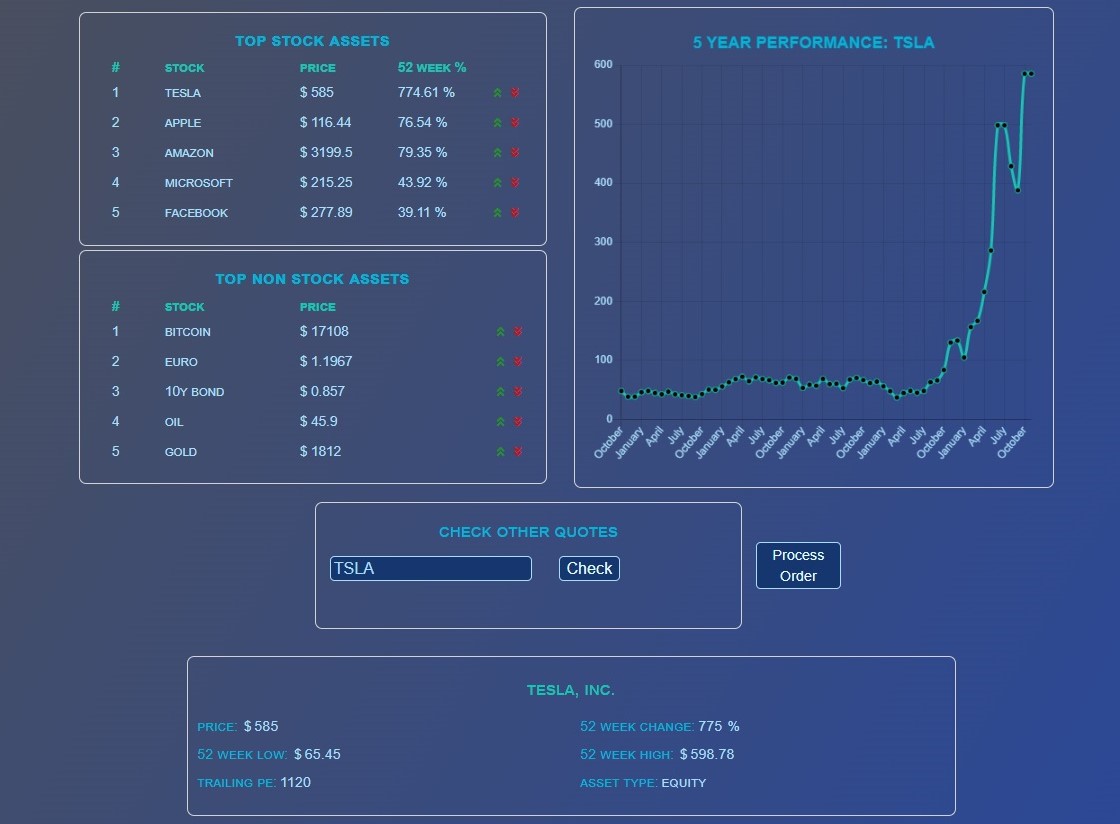 TOP STOCK ASSETS
# STOCK PRICE 52 WEEK %
1 TESLA $ 585 774.61 %
2 APPLE $ 116.44 76.54 %
3 AMAZON $ 3199.5 79.35 %
4 MICROSOFT $ 215.25 43.92 %
5 FACEBOOK $ 277.89 39.11 %
TOP NON STOCK ASSETS
# STOCK PRICE
1 BITCOIN $ 17108
2 EURO $ 1.1967
3 10Y BOND $ 0.857
4 OIL $ 45.9
5 GOLD $ 1812
5 YEAR PERFORMANCE: TSLA
600
500
400
300
200
100
0
October January April July October January April July October January April July October January April July October January April July October
CHECK OTHER QUOTES
TSLA Check
Process
Order
TESLA, INC.
PRICE: $ 585 52 WEEK CHANGE: 775 %
52 WEEK LOW: $ 65.45 52 WEEK HIGH: $ 598.78
TRAILING PE: 1120 ASSET TYPE: EQUITY